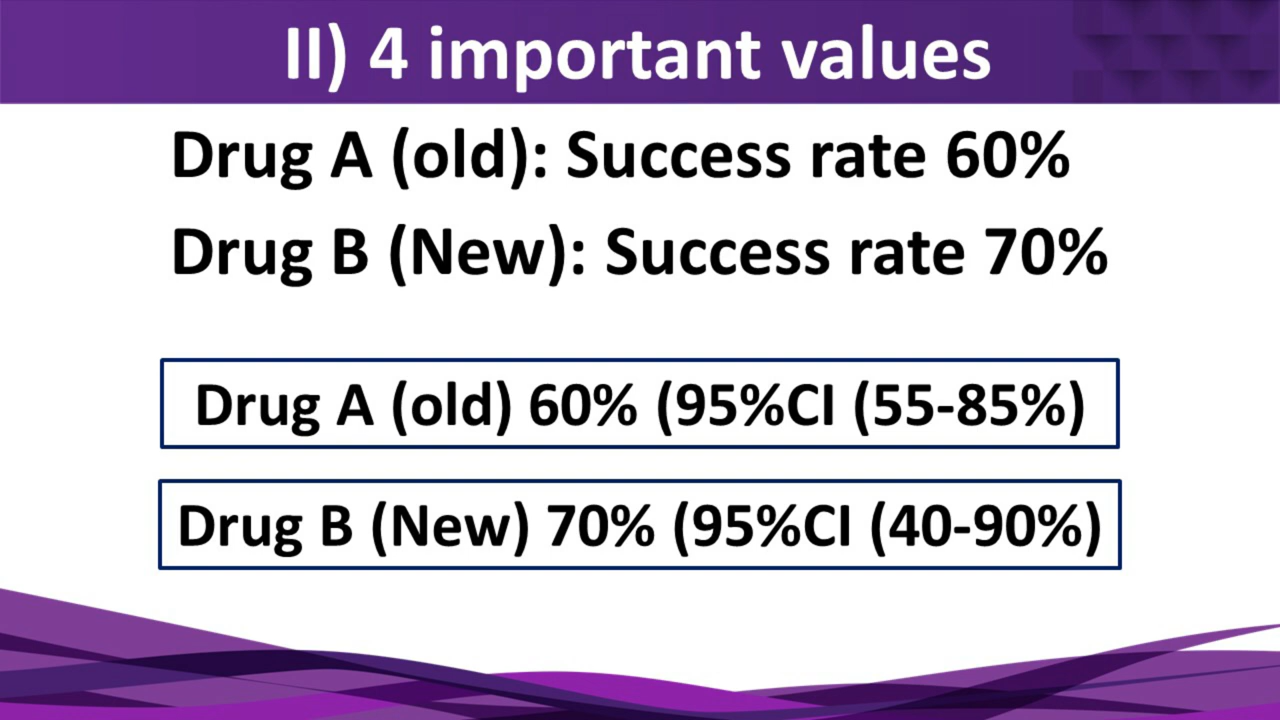 II) 4 important values
Drug A (old): Success rate 60%
Drug B (New): Success rate 70%
Drug A (old) 60% (95%CI (55-85%)
Drug B (New) 70% (95%CI (40-90%)